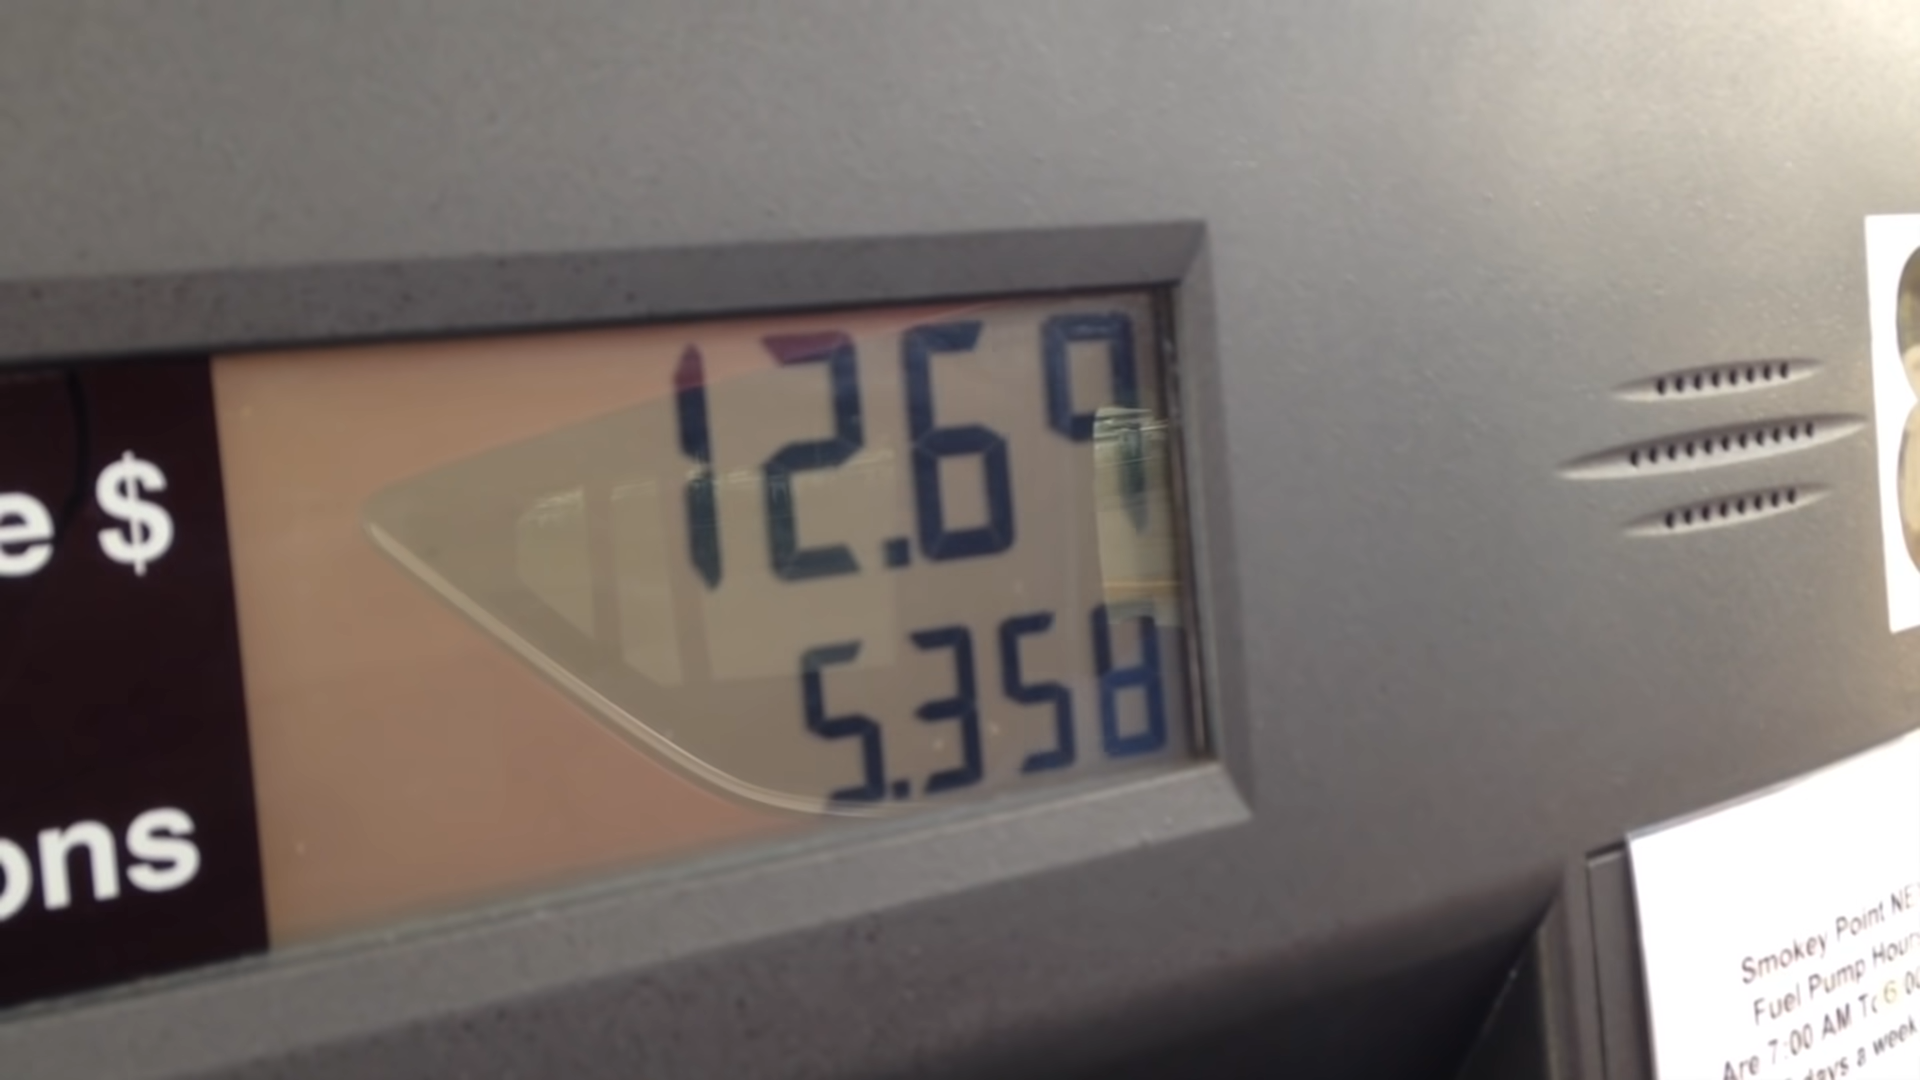 e $ 12.69
ons 5.358
Smokey Point NE
Fuel Pump Hour
Are 7:00 AM To 6:00
days a week